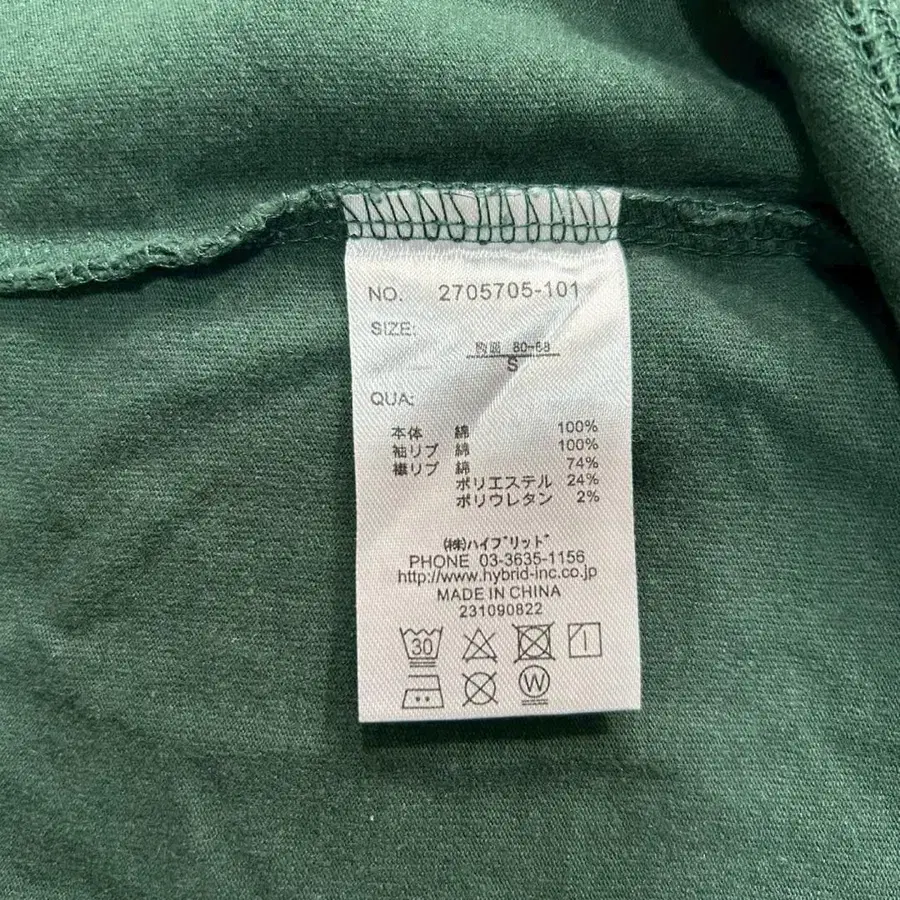 NO. 2705705-101
SIZE:
胸囲 80-88
S
QUA:
本体 綿 100%
袖リブ 綿 100%
襟リブ 綿 74%
ポリエステル 24%
ポリウレタン 2%
(株)ハイブリッド
PHONE 03-3635-1156
http://www.hybrid-inc.co.jp
MADE IN CHINA
231090822
30
W